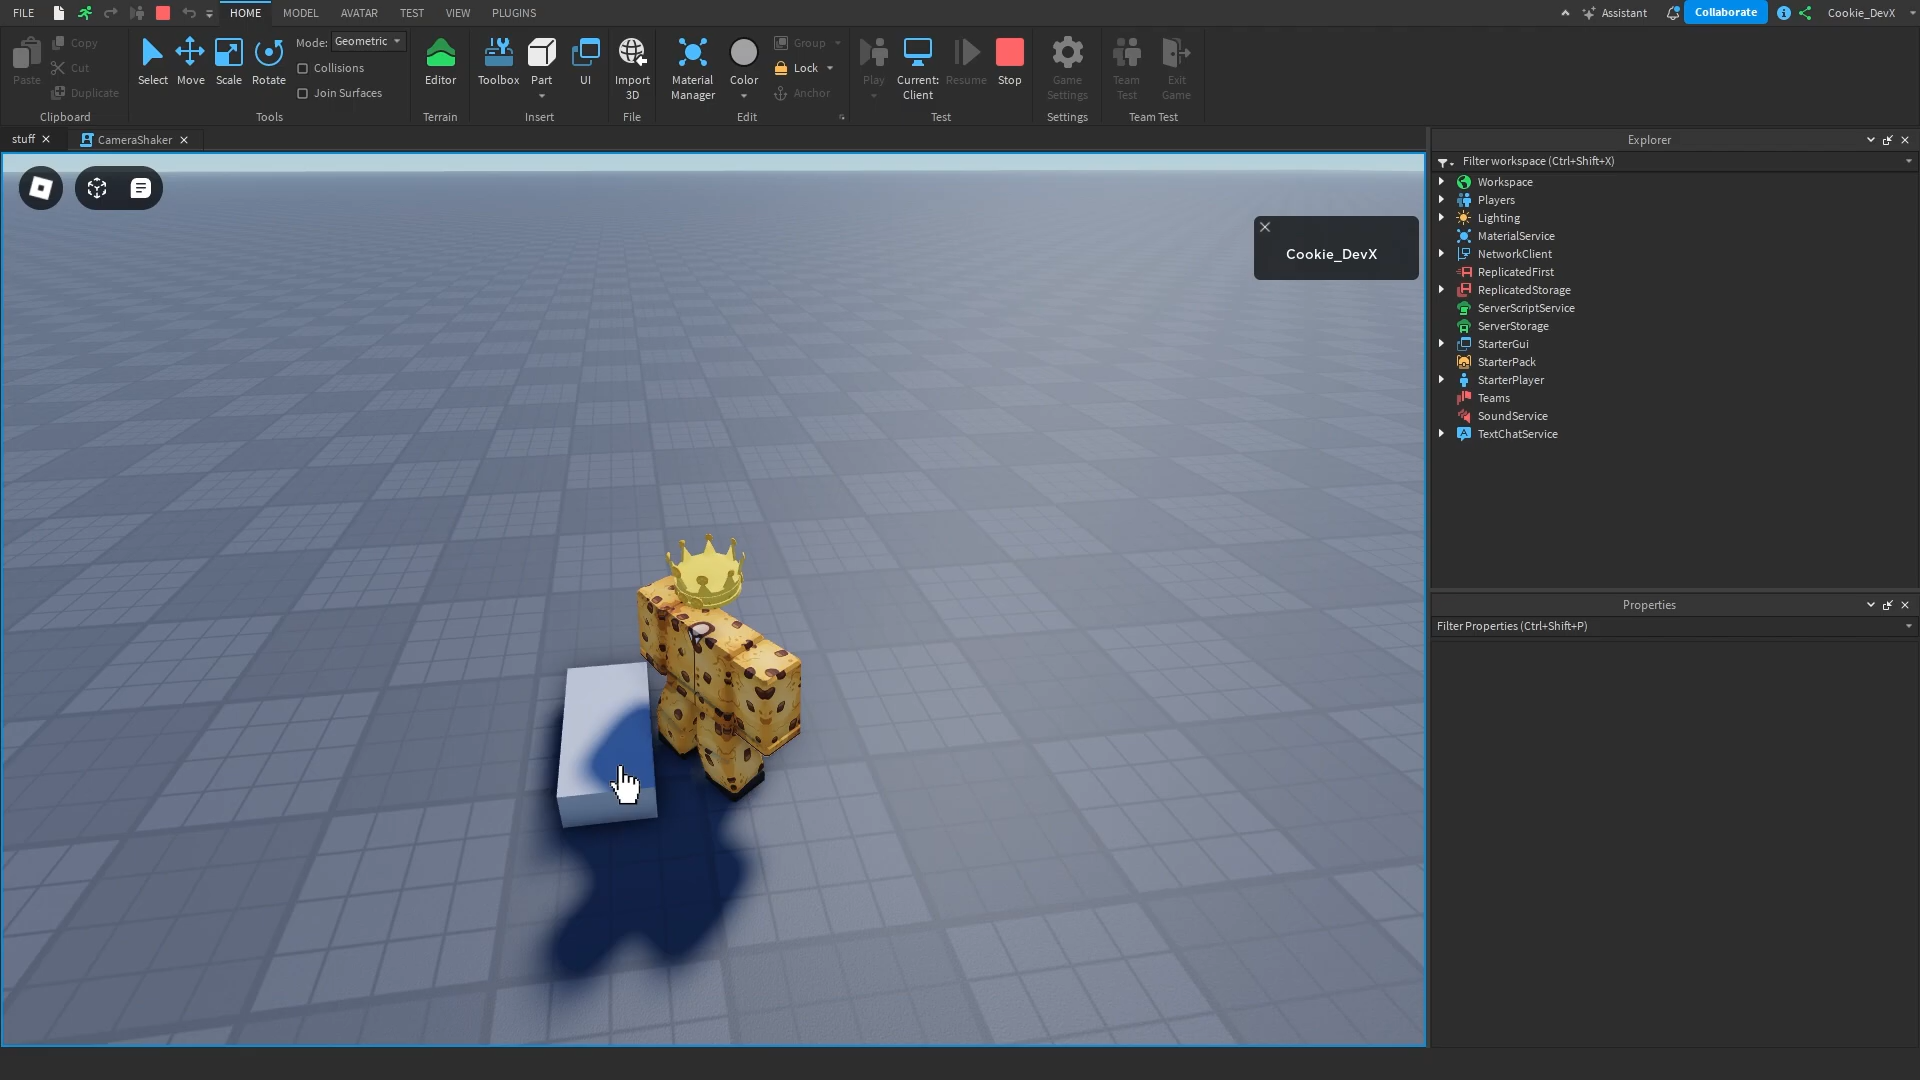 FILE HOME MODEL AVATAR TEST VIEW PLUGINS Assistant Collaborate Cookie_DevX
Paste Copy Cut Duplicate
Clipboard
Select Move Scale Rotate
Mode: Geometric
Collisions
Join Surfaces
Tools
Editor
Terrain
Toolbox Part UI
Insert
Import 3D
File
Material Manager Color
Group
Lock
Anchor
Edit
Play Current: Client Resume Stop
Test
Game Settings
Settings
Team Test Exit Game
Team Test
stuff CameraShaker
Cookie_DevX
Explorer
Filter workspace (Ctrl+Shift+X)
Workspace
Players
Lighting
MaterialService
NetworkClient
ReplicatedFirst
ReplicatedStorage
ServerScriptService
ServerStorage
StarterGui
StarterPack
StarterPlayer
Teams
SoundService
TextChatService
Properties
Filter Properties (Ctrl+Shift+P)